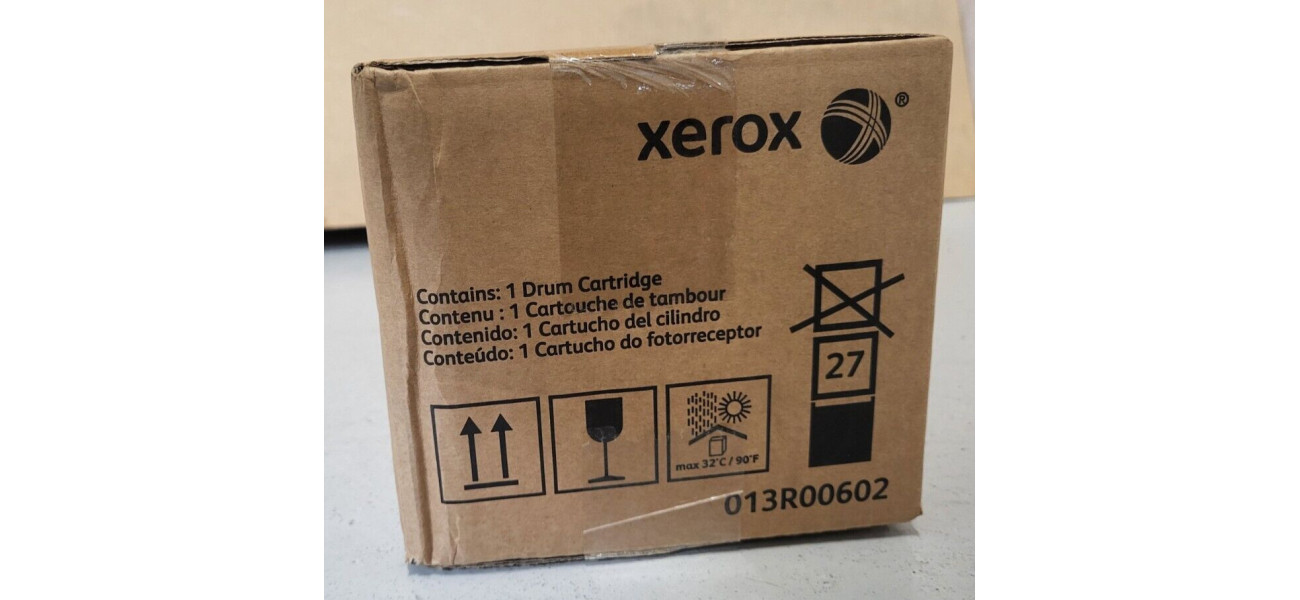 xerox ®
Contains: 1 Drum Cartridge
Contenu : 1 Cartouche de tambour
Contenido: 1 Cartucho del cilindro
Conteúdo: 1 Cartucho do fotorreceptor
27
max 32°C / 90°F
013R00602